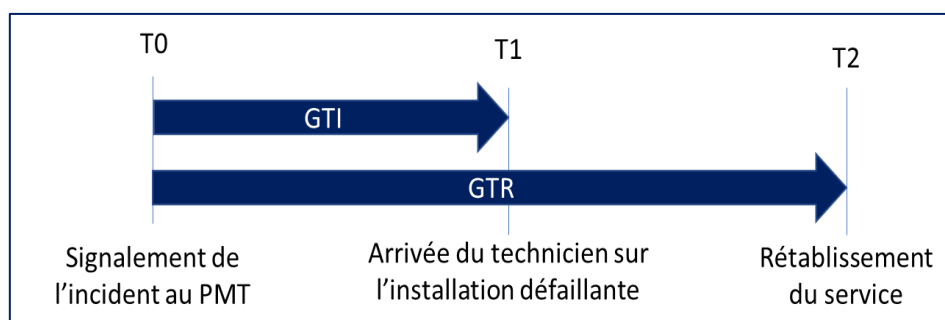 T0
T1
T2
GTI
GTR
Signalement de
l'incident au PMT
Arrivée du technicien sur
l'installation défaillante
Rétablissement
du service